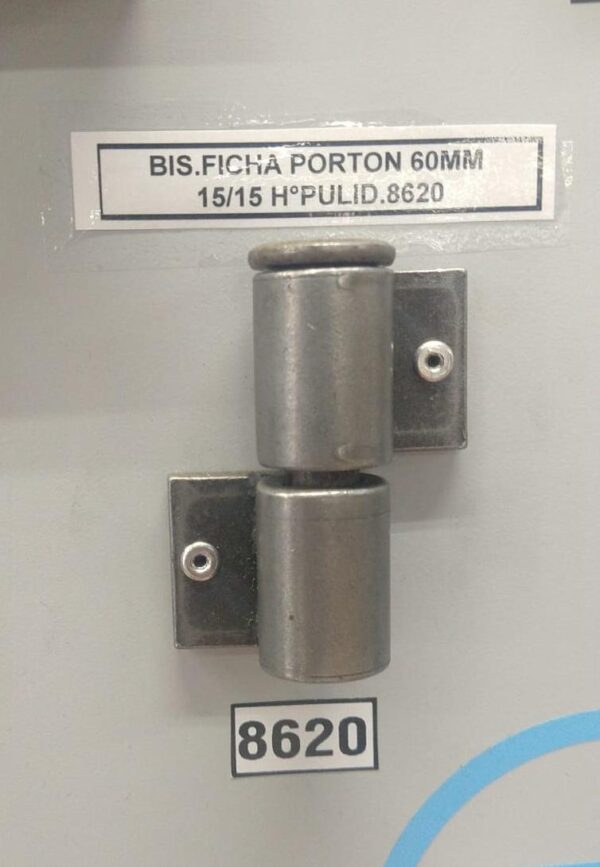 BIS.FICHA PORTON 60MM
15/15 H°PULID.8620
8620